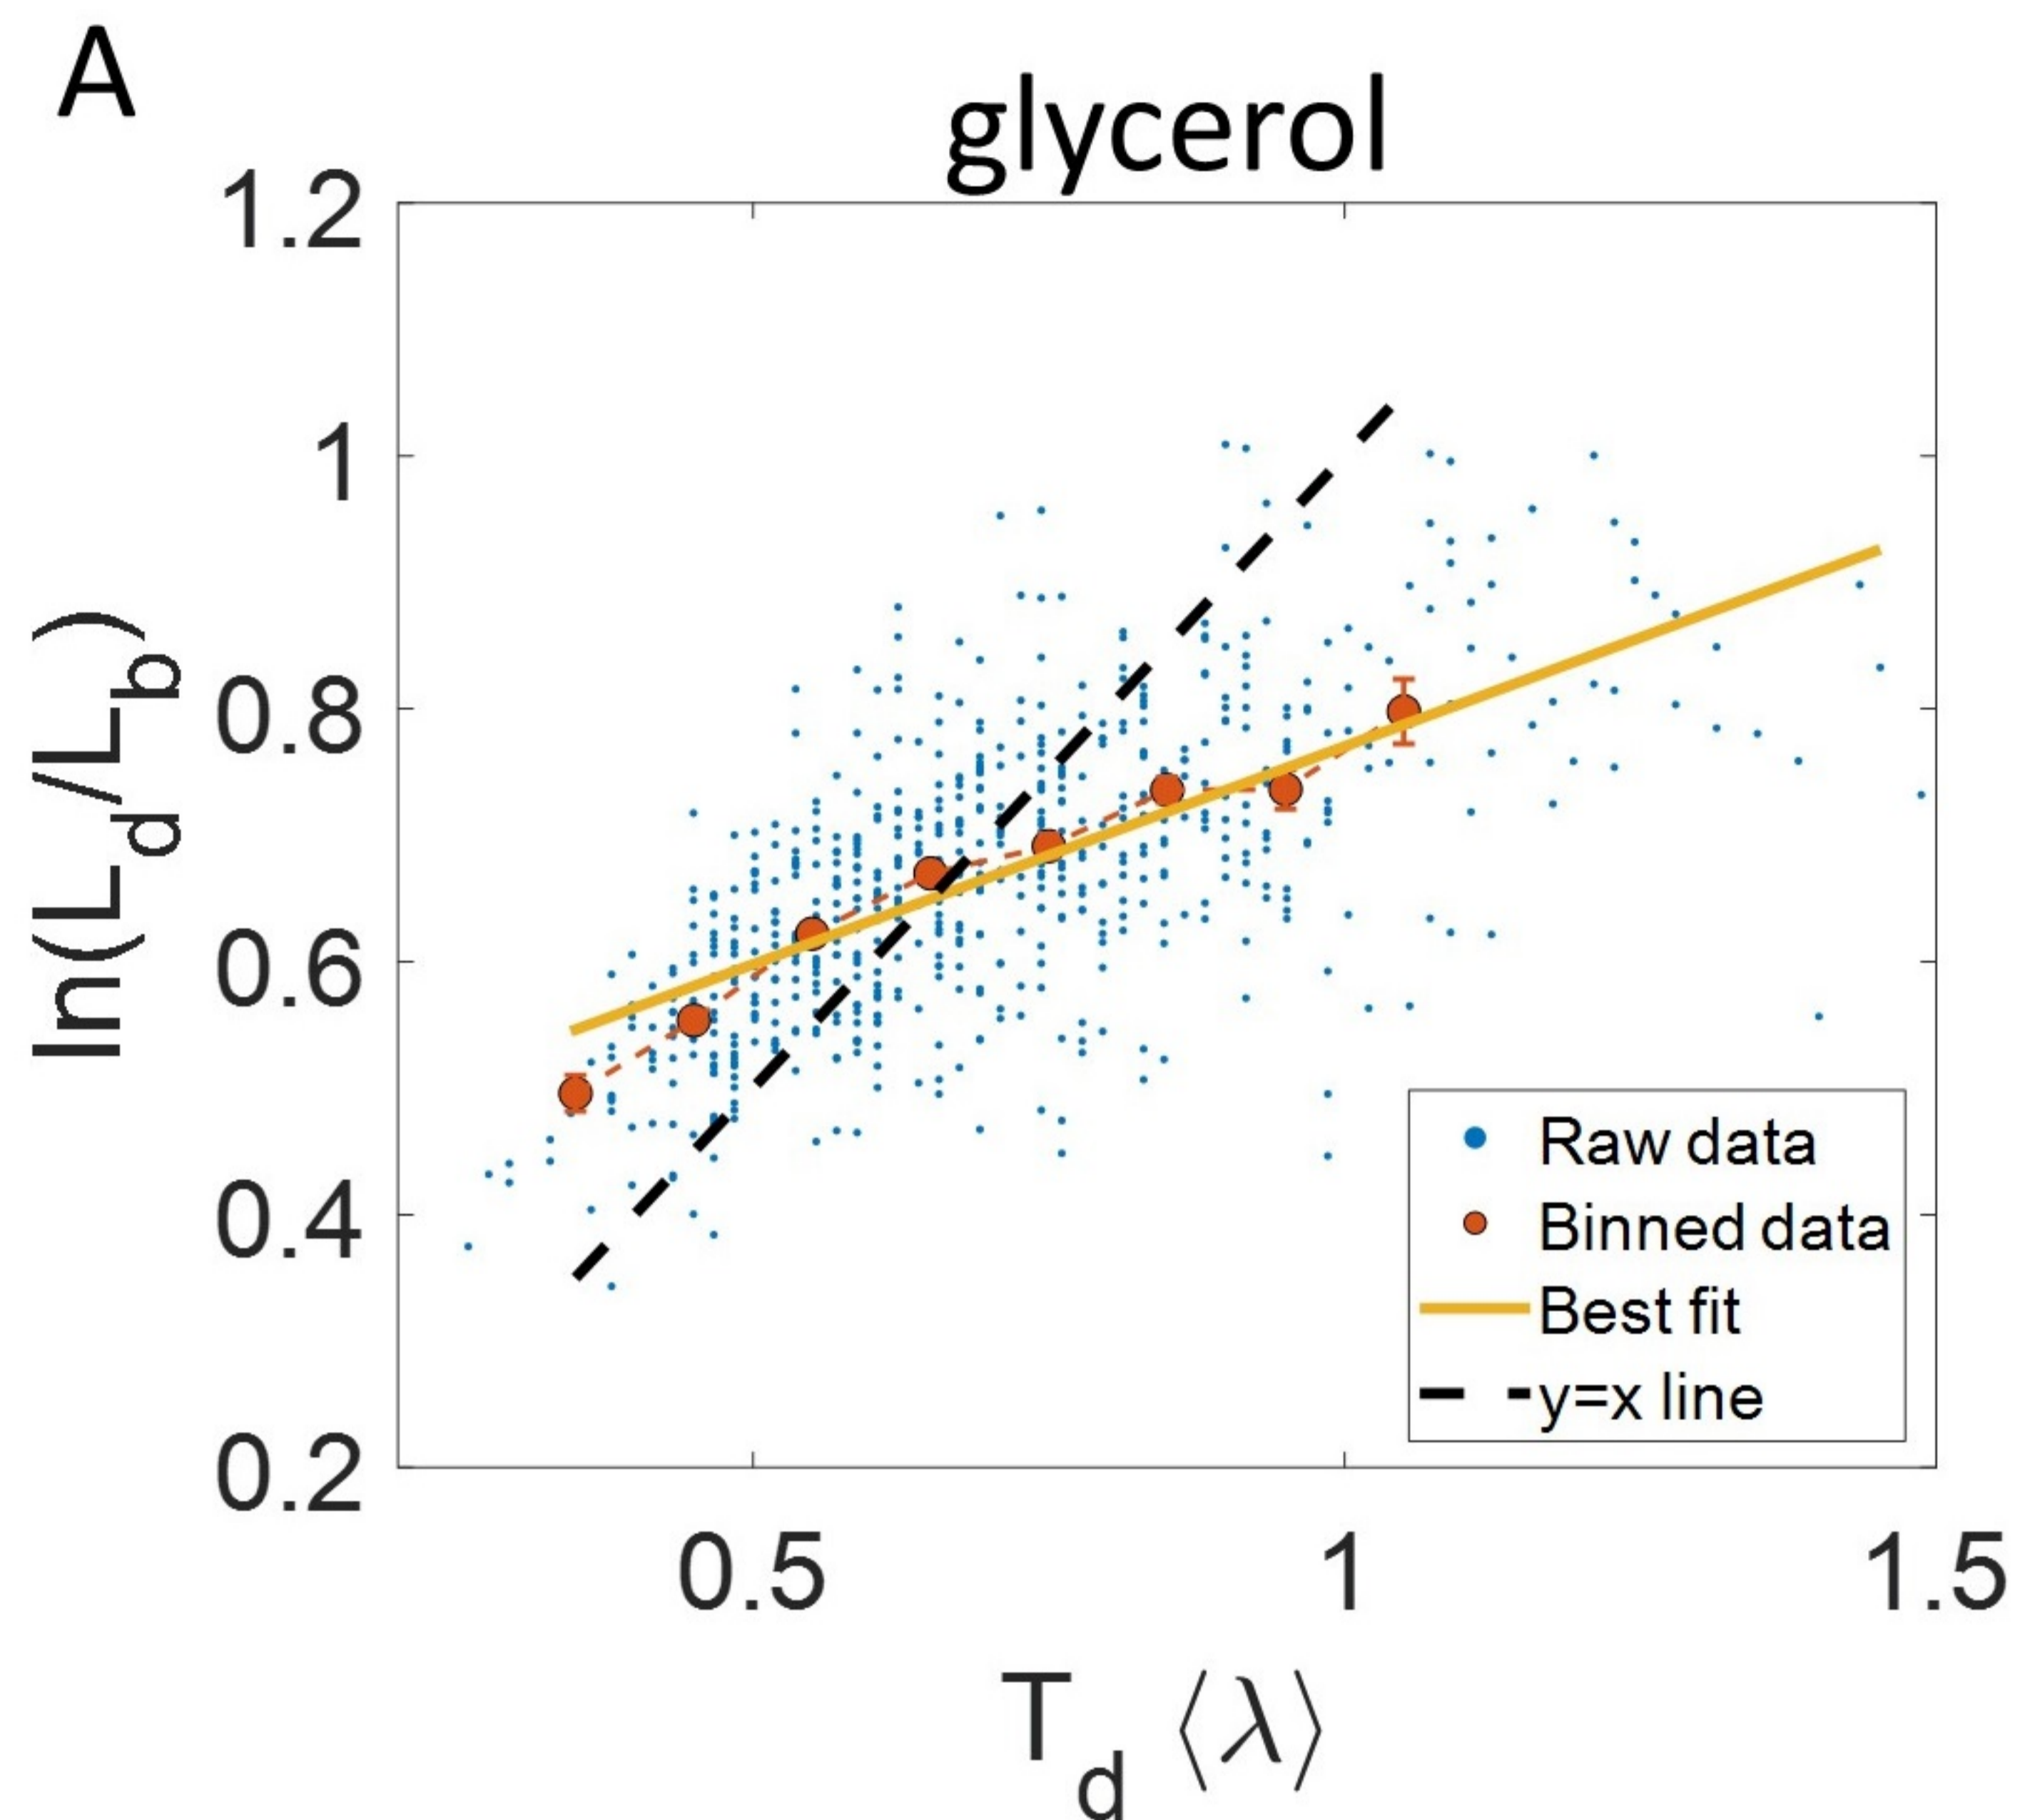 A
glycerol
1.2
1
0.8
0.6
0.4
0.2
ln(L_d/L_b)
Raw data
Binned data
Best fit
y=x line
0.5 1 1.5
T_d ⟨λ⟩